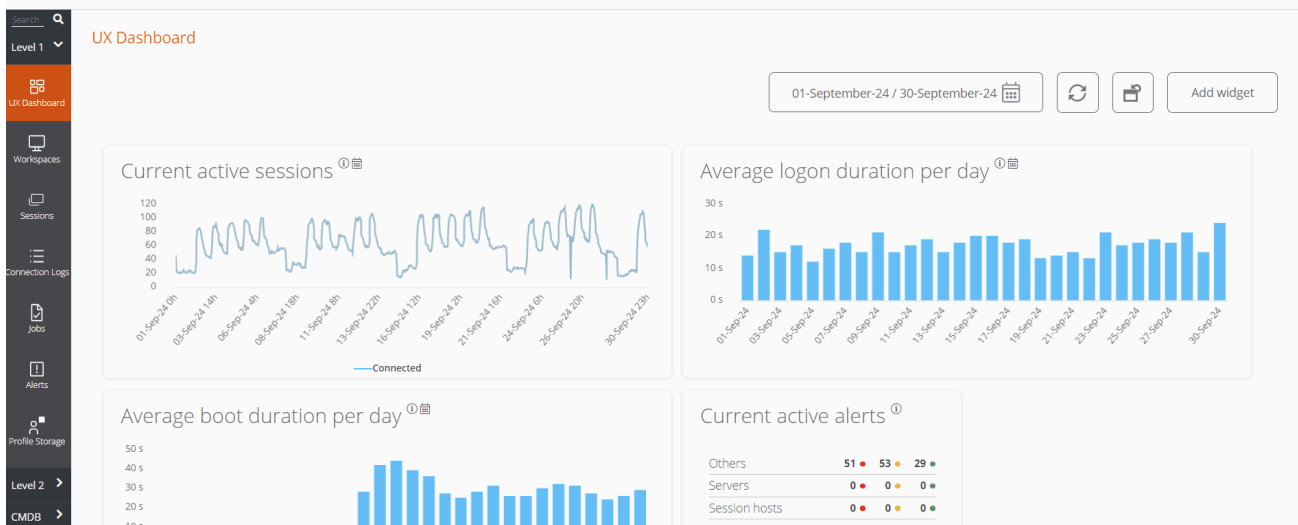 Search
Level 1
UX Dashboard
Workspaces
Sessions
Connection Logs
Jobs
Alerts
Profile Storage
Level 2
CMDB
UX Dashboard
01-September-24 / 30-September-24
Add widget
Current active sessions
120
100
80
60
40
20
0
01-Sep-24 0h
03-Sep-24 14h
06-Sep-24 4h
08-Sep-24 18h
11-Sep-24 8h
13-Sep-24 22h
16-Sep-24 12h
19-Sep-24 2h
21-Sep-24 16h
24-Sep-24 6h
26-Sep-24 20h
30-Sep-24 23h
Connected
Average logon duration per day
30 s
20 s
10 s
0 s
01-Sep-24
03-Sep-24
05-Sep-24
07-Sep-24
09-Sep-24
11-Sep-24
13-Sep-24
15-Sep-24
17-Sep-24
19-Sep-24
21-Sep-24
23-Sep-24
25-Sep-24
27-Sep-24
30-Sep-24
Average boot duration per day
50 s
40 s
30 s
20 s
10 s
Current active alerts
Others 51 53 29
Servers 0 0 0
Session hosts 0 0 0